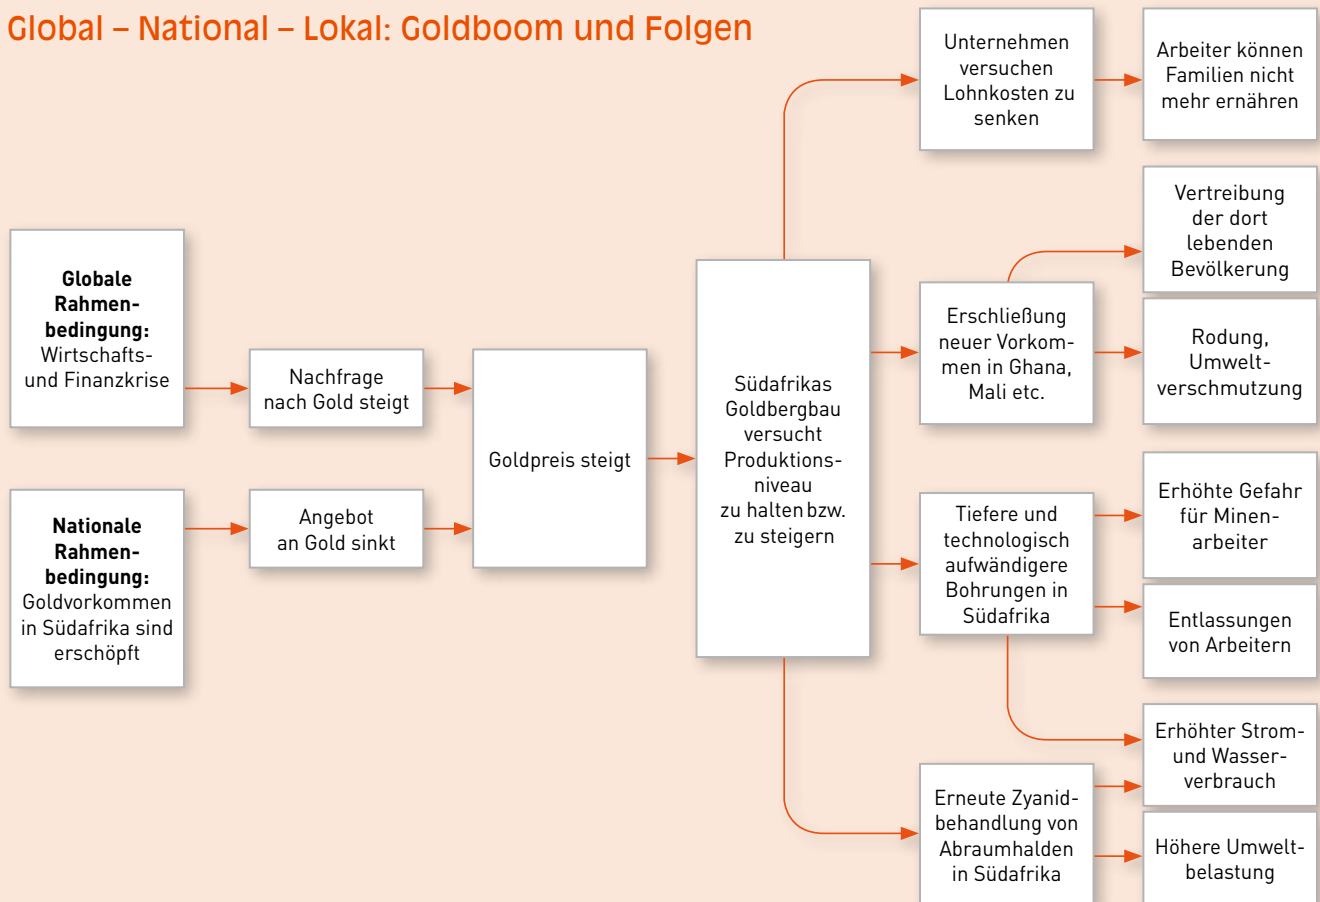 Global – National – Lokal: Goldboom und Folgen
Globale
Rahmen-
bedingung:
Wirtschafts-
und Finanzkrise
Nationale
Rahmen-
bedingung:
Goldvorkommen
in Südafrika sind
erschöpft
Nachfrage
nach Gold steigt
Angebot
an Gold sinkt
Goldpreis steigt
Südafrikas
Goldbergbau
versucht
Produktions-
niveau
zu halten bzw.
zu steigern
Unternehmen
versuchen
Lohnkosten zu
senken
Arbeiter können
Familien nicht
mehr ernähren
Erschließung
neuer Vorkom-
men in Ghana,
Mali etc.
Vertreibung
der dort
lebenden
Bevölkerung
Rodung,
Umwelt-
verschmutzung
Tiefere und
technologisch
aufwändigere
Bohrungen in
Südafrika
Erhöhte Gefahr
für Minen-
arbeiter
Entlassungen
von Arbeitern
Erhöhter Strom-
und Wasser-
verbrauch
Erneute Zyanid-
behandlung von
Abraumhalden
in Südafrika
Höhere Umwelt-
belastung